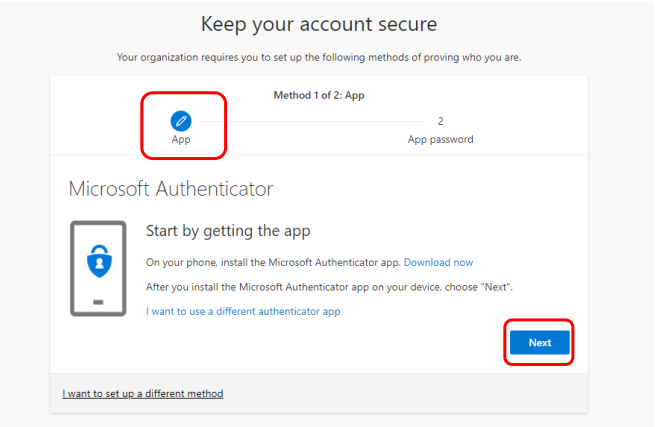 Keep your account secure
Your organization requires you to set up the following methods of proving who you are.
Method 1 of 2: App
App
2
App password
Microsoft Authenticator
Start by getting the app
On your phone, install the Microsoft Authenticator app. Download now
After you install the Microsoft Authenticator app on your device, choose "Next".
I want to use a different authenticator app
Next
I want to set up a different method